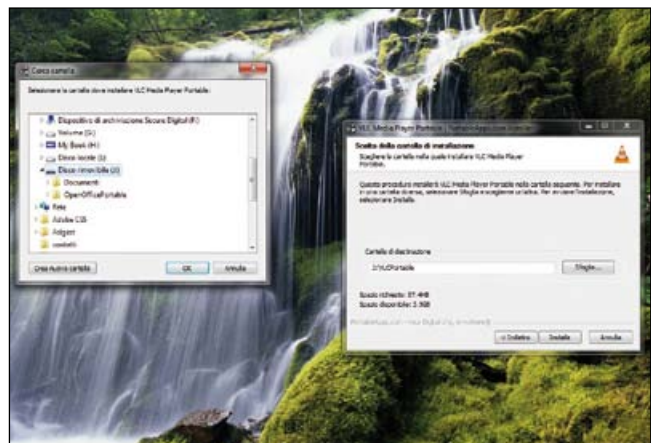 Cerca cartella
Selezionare la cartella dove installare VLC Media Player Portable:
Dispositivo di archiviazione Secure Digital (F:)
Volume (G:)
My Book (H:)
Disco locale (I:)
Disco rimovibile (J:)
Documenti
OpenOfficePortable
Rete
Adobe CS5
Crea nuova cartella
OK
Annulla
VLC Media Player Portable | PortableApps.com Installer
Scelta della cartella di installazione
Scegliere la cartella nella quale installare VLC Media Player
Portable.
Questa procedura installerà VLC Media Player Portable nella cartella seguente. Per installare
in una cartella diversa, selezionare Sfoglia e sceglierne un'altra. Per avviare l'installazione,
selezionare Installa.
Cartella di destinazione
J:\VLCPortable
Sfoglia...
Spazio richiesto: 87.4MB
Spazio disponibile: 3.9GB
< Indietro
Installa
Annulla